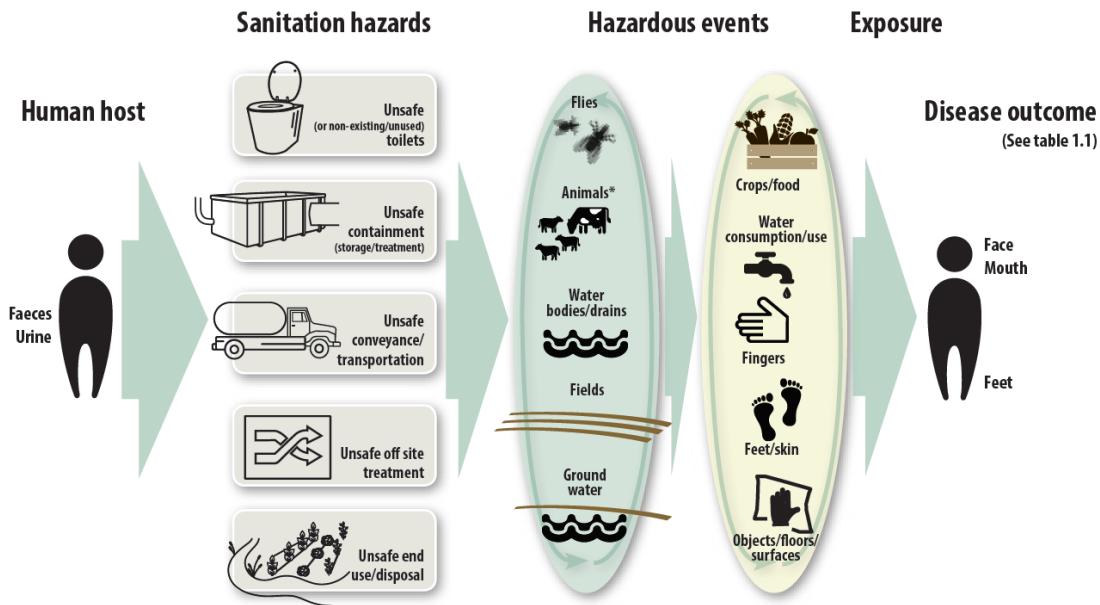 Sanitation hazards
Hazardous events
Exposure
Human host
Disease outcome
(See table 1.1)
Faeces
Urine
Unsafe
(or non-existing/unused)
toilets
Unsafe
containment
(storage/treatment)
Unsafe
conveyance/
transportation
Unsafe off site
treatment
Unsafe end
use/disposal
Flies
Animals*
Water
bodies/drains
Fields
Ground
water
Crops/food
Water
consumption/use
Fingers
Feet/skin
Objects/floors/
surfaces
Face
Mouth
Feet